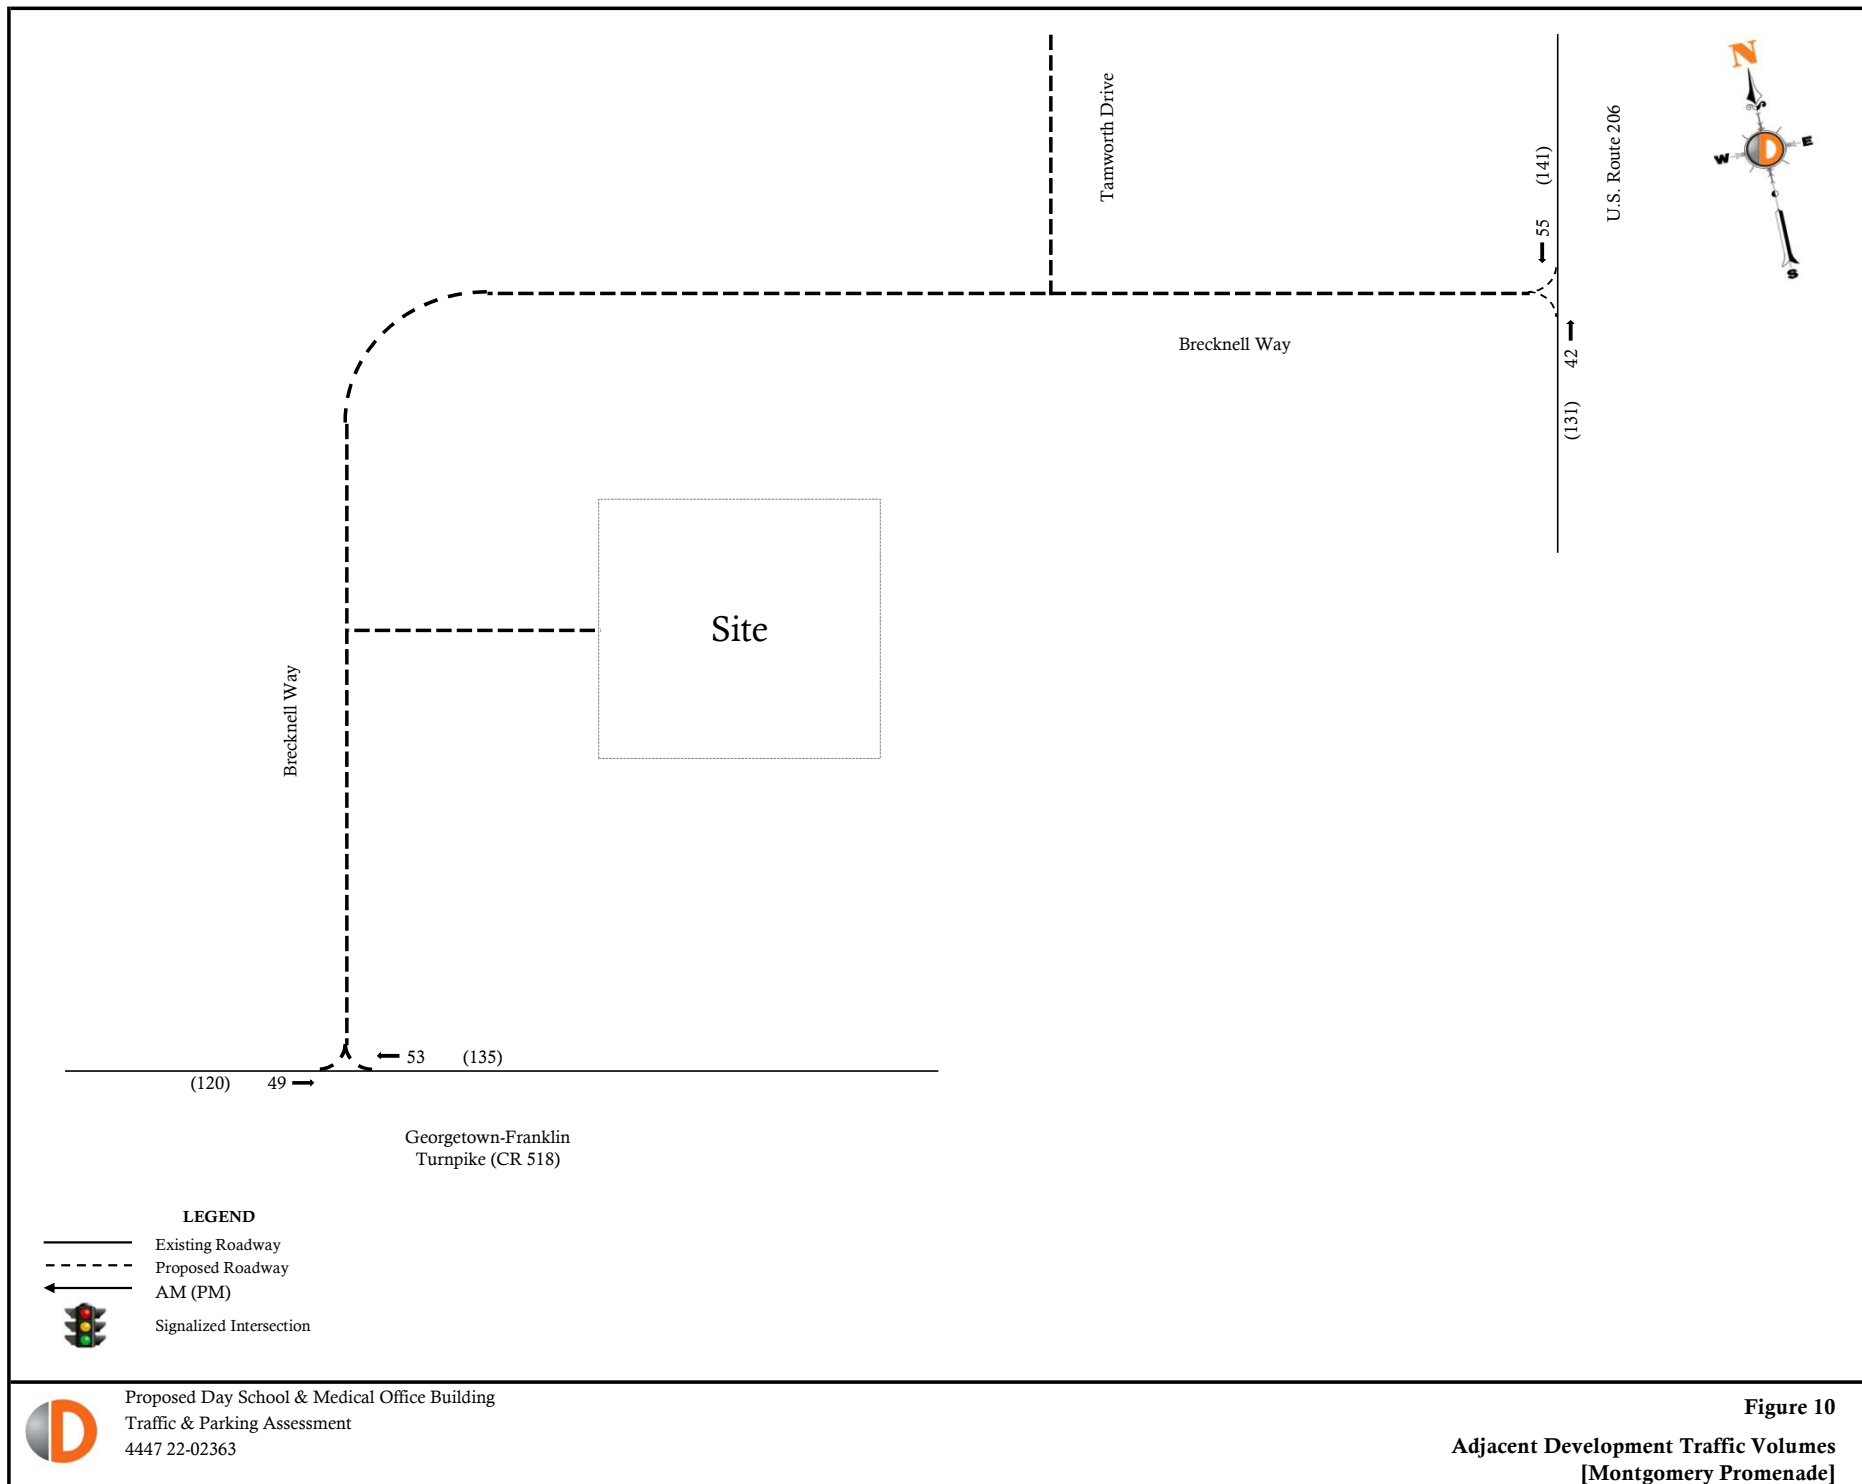 N
W
E
S
Tamworth Drive
(141)
55
U.S. Route 206
Brecknell Way
42
(131)
Site
Brecknell Way
53 (135)
(120) 49
Georgetown-Franklin
Turnpike (CR 518)
LEGEND
Existing Roadway
Proposed Roadway
AM (PM)
Signalized Intersection
Proposed Day School & Medical Office Building
Traffic & Parking Assessment
4447 22-02363
Figure 10
Adjacent Development Traffic Volumes
[Montgomery Promenade]